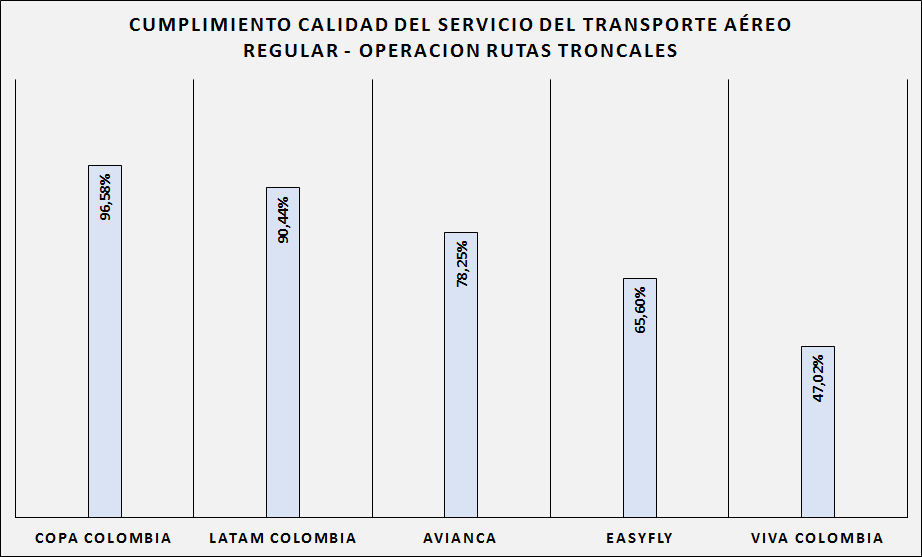 CUMPLIMIENTO CALIDAD DEL SERVICIO DEL TRANSPORTE AÉREO
REGULAR - OPERACION RUTAS TRONCALES
96,58%
90,44%
78,25%
65,60%
47,02%
COPA COLOMBIA
LATAM COLOMBIA
AVIANCA
EASYFLY
VIVA COLOMBIA